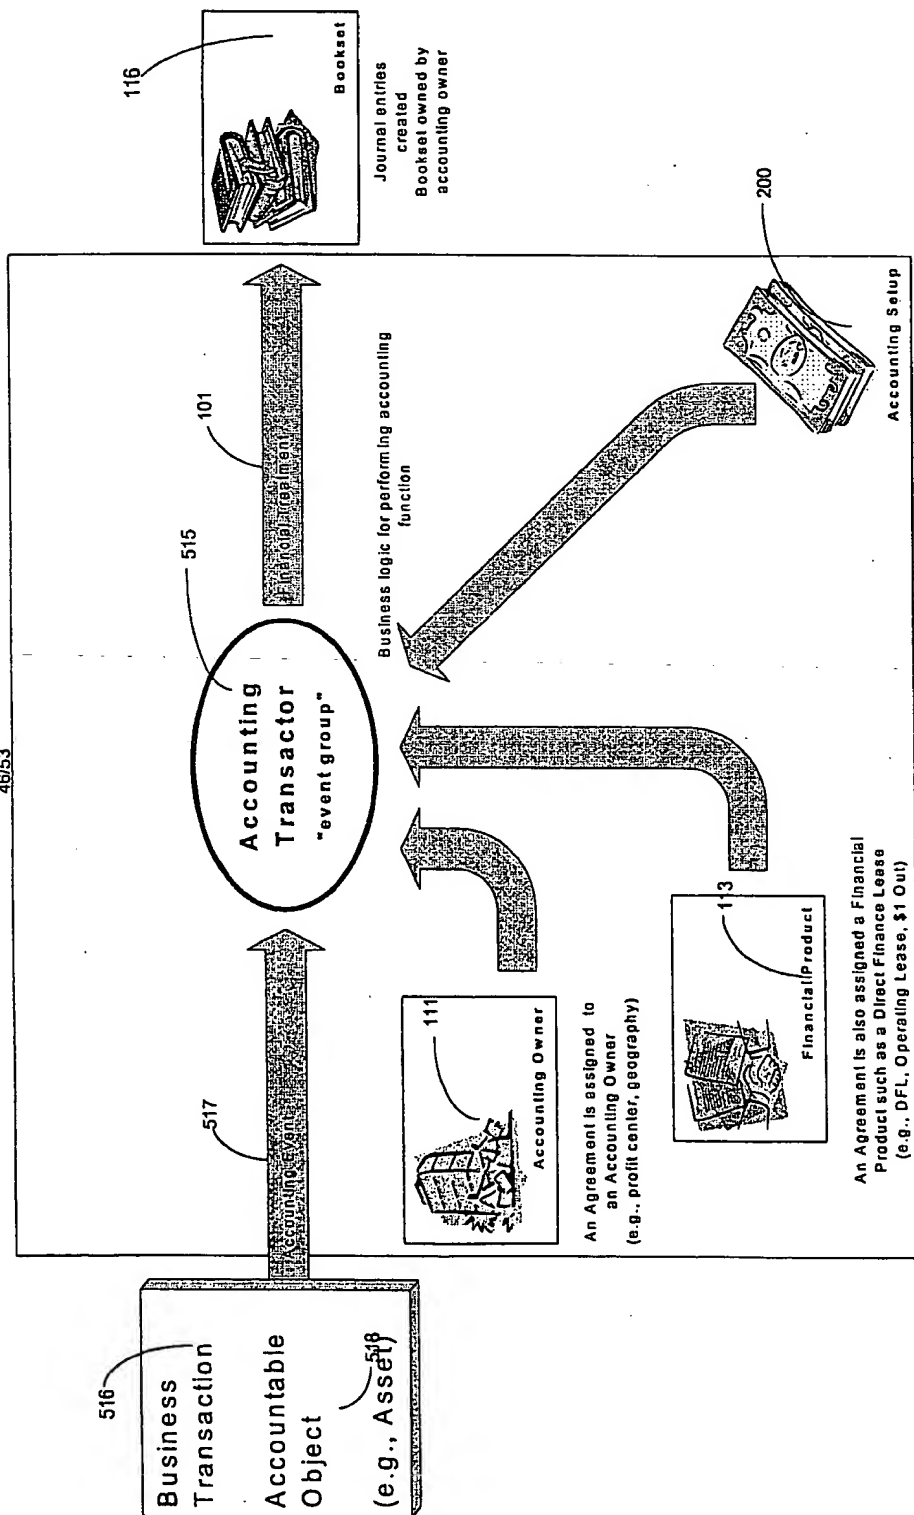 46/53
516
Business
Transaction
Accountable
Object
518
(e.g., Asset)
517
Accounting Event
515
Accounting
Transactor
"event group"
101
Financial Treatment
116
Bookset
Journal entries
created
Bookset owned by
accounting owner
Business logic for performing accounting
function
111
Accounting Owner
An Agreement is assigned to
an Accounting Owner
(e.g., profit center, geography)
113
Financial Product
An Agreement is also assigned a Financial
Product such as a Direct Finance Lease
(e.g., DFL, Operating Lease, $1 Out)
200
Accounting Setup